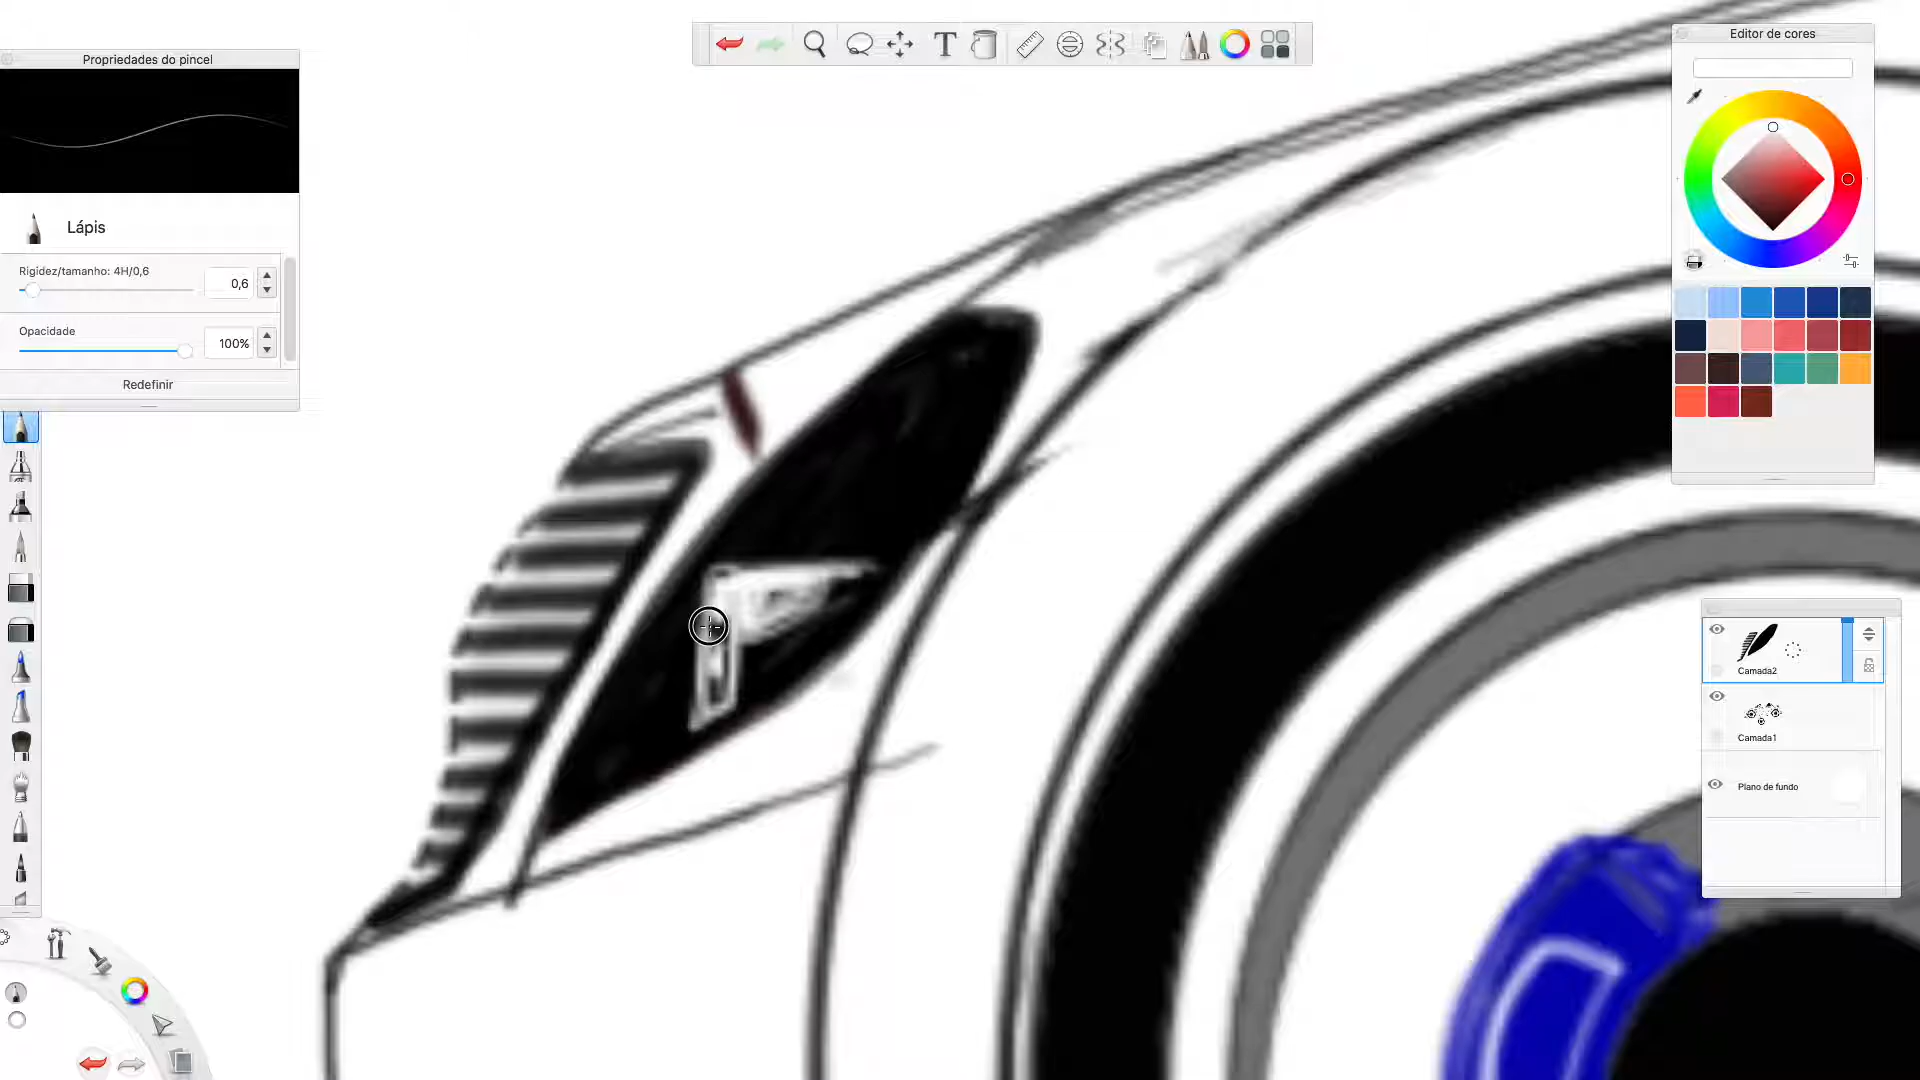 Propriedades do pincel
Lápis
Rigidez/tamanho: 4H/0,6
0,6
Opacidade
100%
Redefinir
T
Editor de cores
Camada2
Camada1
Plano de fundo